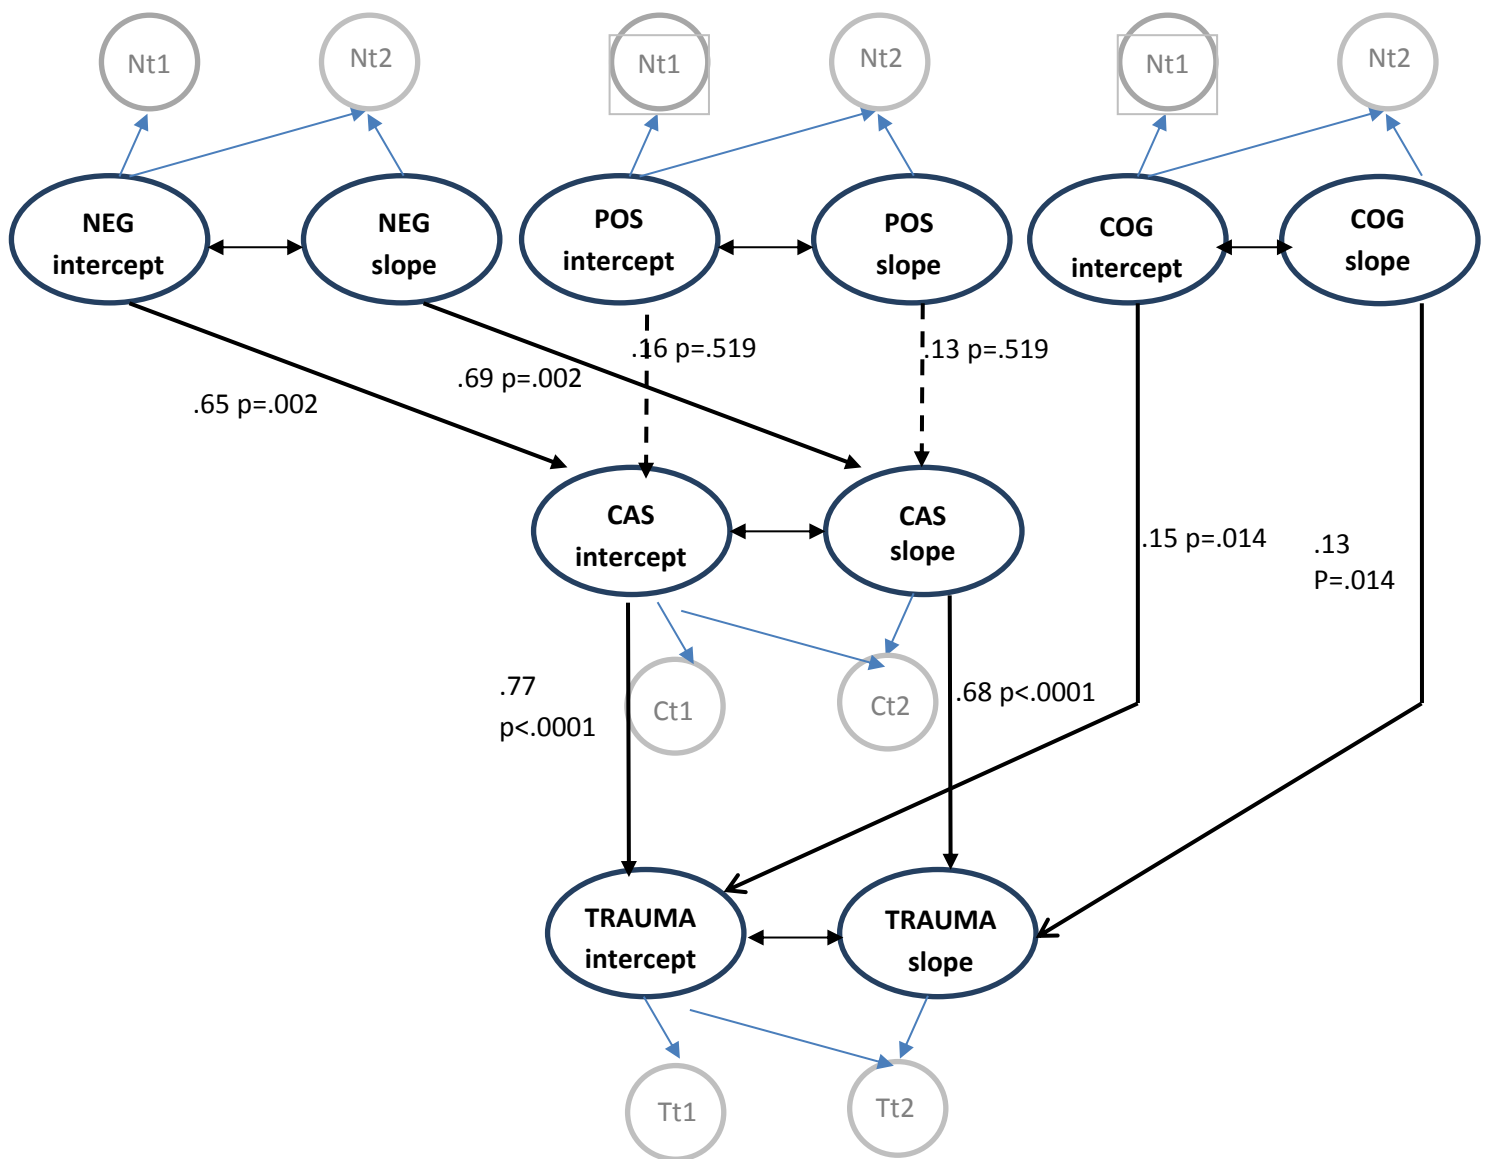 Nt1
Nt2
Nt1
Nt2
Nt1
Nt2
NEG
intercept
NEG
slope
POS
intercept
POS
slope
COG
intercept
COG
slope
.65 p=.002
.69 p=.002
.16 p=.519
.13 p=.519
CAS
intercept
CAS
slope
.15 p=.014
.13
P=.014
.77
p<.0001
Ct1
Ct2
.68 p<.0001
TRAUMA
intercept
TRAUMA
slope
Tt1
Tt2